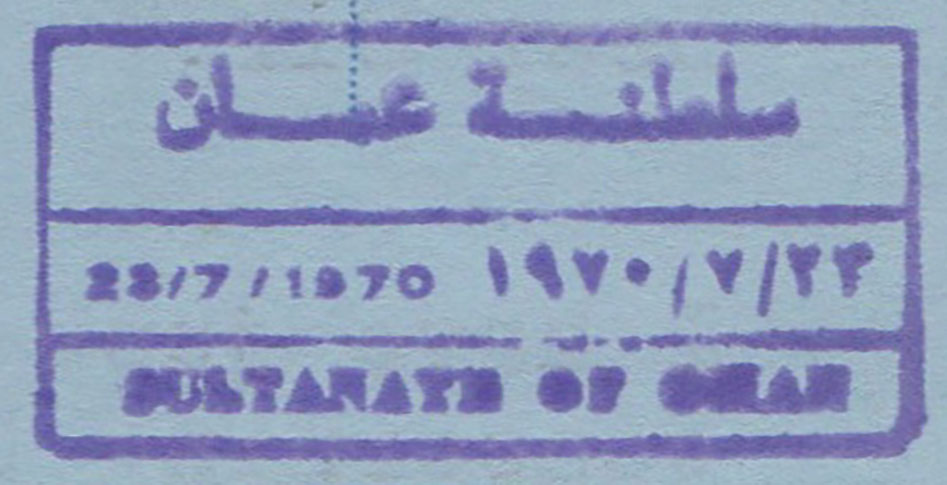 سلطنة عمان
23/7/1970 ١٩٧٠/٧/٢٣
SULTANATE OF OMAN